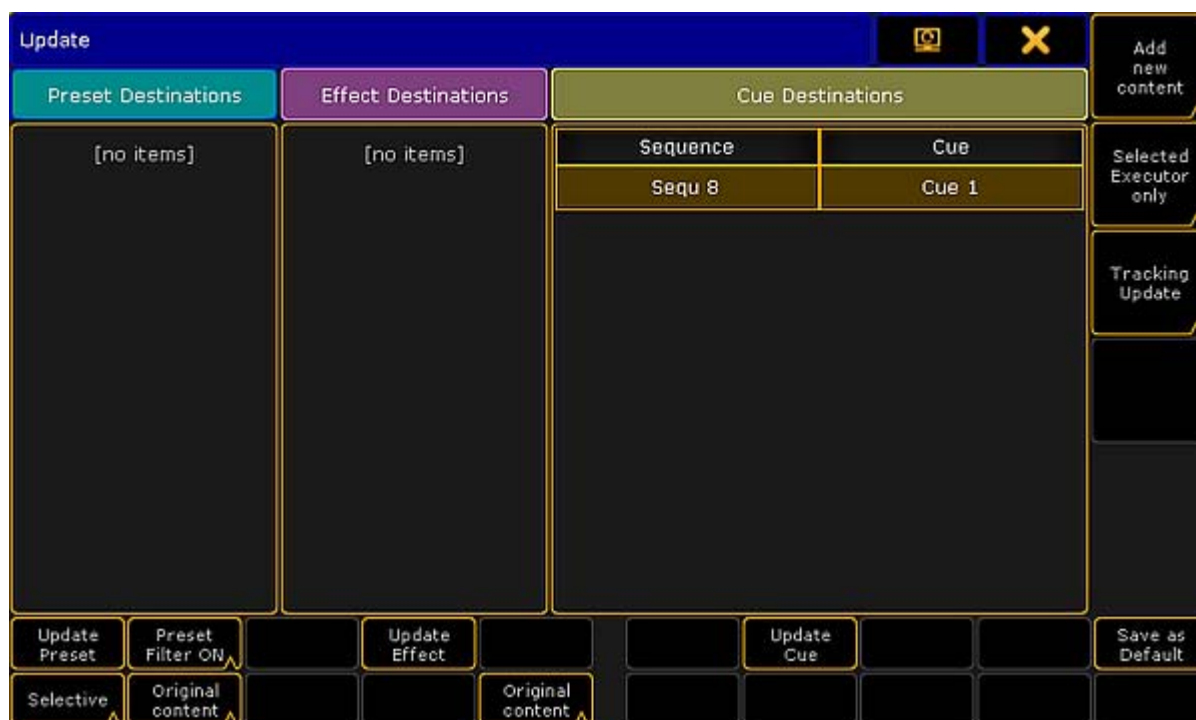 Update
Add
new
content
Preset Destinations
Effect Destinations
Cue Destinations
[no items]
[no items]
Sequence
Cue
Sequ 8
Cue 1
Selected
Executor
only
Tracking
Update
Update
Preset
Preset
Filter ON
Update
Effect
Update
Cue
Save as
Default
Selective
Original
content
Original
content